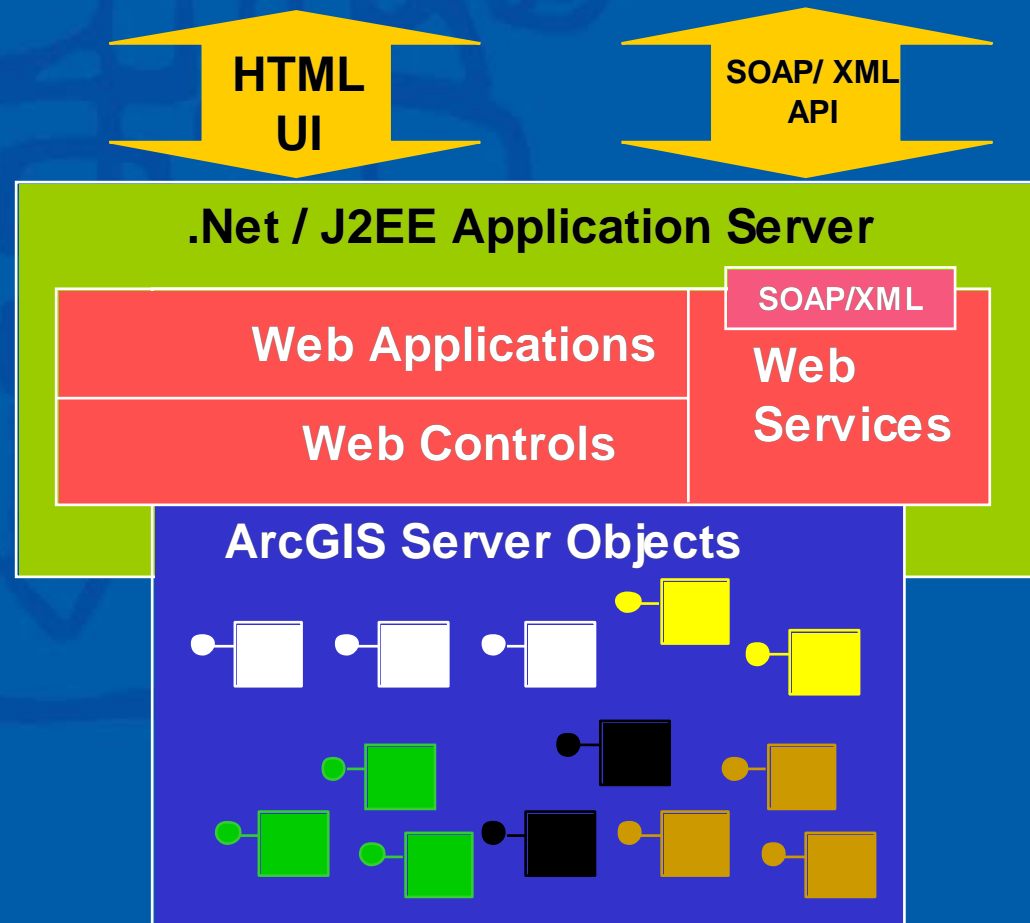 HTML
UI
SOAP/ XML
API
.Net / J2EE Application Server
SOAP/XML
Web Applications
Web
Services
Web Controls
ArcGIS Server Objects